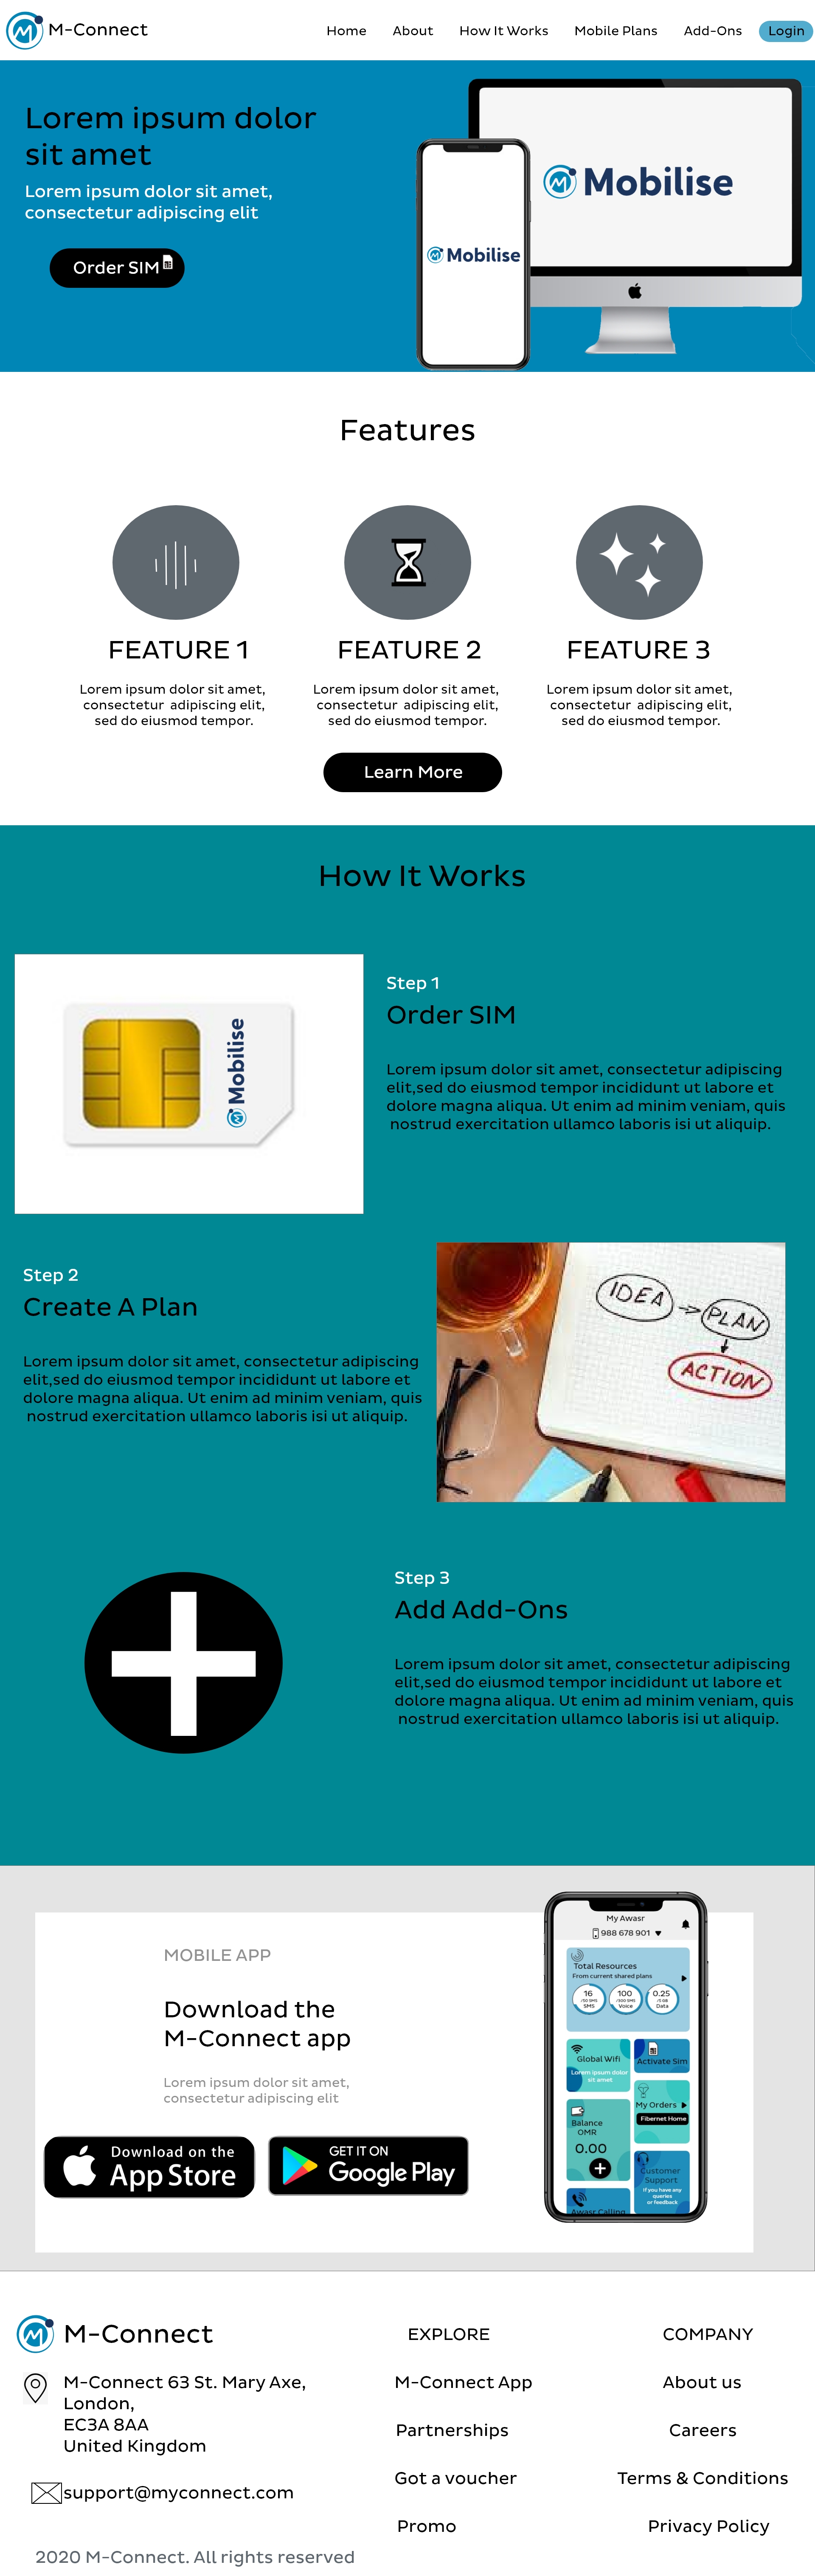 M-Connect
Home About How It Works Mobile Plans Add-Ons Login
Lorem ipsum dolor
sit amet
Lorem ipsum dolor sit amet,
consectetur adipiscing elit
Order SIM
Mobilise
Mobilise
Features
FEATURE 1
Lorem ipsum dolor sit amet,
consectetur adipiscing elit,
sed do eiusmod tempor.
FEATURE 2
Lorem ipsum dolor sit amet,
consectetur adipiscing elit,
sed do eiusmod tempor.
FEATURE 3
Lorem ipsum dolor sit amet,
consectetur adipiscing elit,
sed do eiusmod tempor.
Learn More
How It Works
Mobilise
Step 1
Order SIM
Lorem ipsum dolor sit amet, consectetur adipiscing
elit,sed do eiusmod tempor incididunt ut labore et
dolore magna aliqua. Ut enim ad minim veniam, quis
nostrud exercitation ullamco laboris isi ut aliquip.
Step 2
Create A Plan
Lorem ipsum dolor sit amet, consectetur adipiscing
elit,sed do eiusmod tempor incididunt ut labore et
dolore magna aliqua. Ut enim ad minim veniam, quis
nostrud exercitation ullamco laboris isi ut aliquip.
IDEA
PLAN
ACTION
Step 3
Add Add-Ons
Lorem ipsum dolor sit amet, consectetur adipiscing
elit,sed do eiusmod tempor incididunt ut labore et
dolore magna aliqua. Ut enim ad minim veniam, quis
nostrud exercitation ullamco laboris isi ut aliquip.
MOBILE APP
Download the
M-Connect app
Lorem ipsum dolor sit amet,
consectetur adipiscing elit
Download on the
App Store
GET IT ON
Google Play
My Awasr
988 678 901
Total Resources
From current shared plans
16
/50 SMS
SMS
100
/500 SMS
Voice
0.25
/5 GB
Data
Global Wifi
Lorem ipsum dolor
sit amet
Activate Sim
Balance
OMR
0.00
My Orders
Fibernet Home
Customer
Support
If you have any
queries
or feedback
Awasr Calling
M-Connect
M-Connect 63 St. Mary Axe,
London,
EC3A 8AA
United Kingdom
support@myconnect.com
2020 M-Connect. All rights reserved
EXPLORE
M-Connect App
Partnerships
Got a voucher
Promo
COMPANY
About us
Careers
Terms & Conditions
Privacy Policy